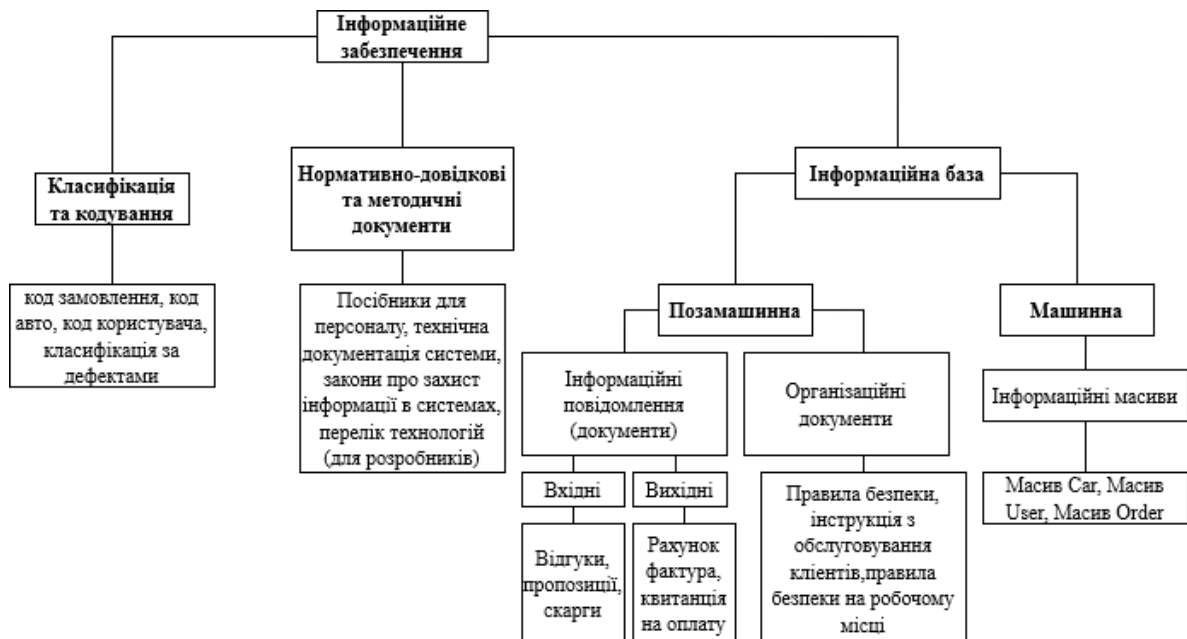 Інформаційне
забезпечення
Класифікація
та кодування
Нормативно-довідкові
та методичні
документи
Інформаційна база
код замовлення, код
авто, код користувача,
класифікація за
дефектами
Посібники для
персоналу, технічна
документація системи,
закони про захист
інформації в системах,
перелік технологій
(для розробників)
Позамашинна
Машинна
Інформаційні
повідомлення
(документи)
Організаційні
документи
Інформаційні масиви
Вхідні
Вихідні
Відгуки,
пропозиції,
скарги
Рахунок
фактура,
квитанція
на оплату
Правила безпеки,
інструкція з
обслуговування
клієнтів,правила
безпеки на робочому
місці
Масив Car, Масив
User, Масив Order